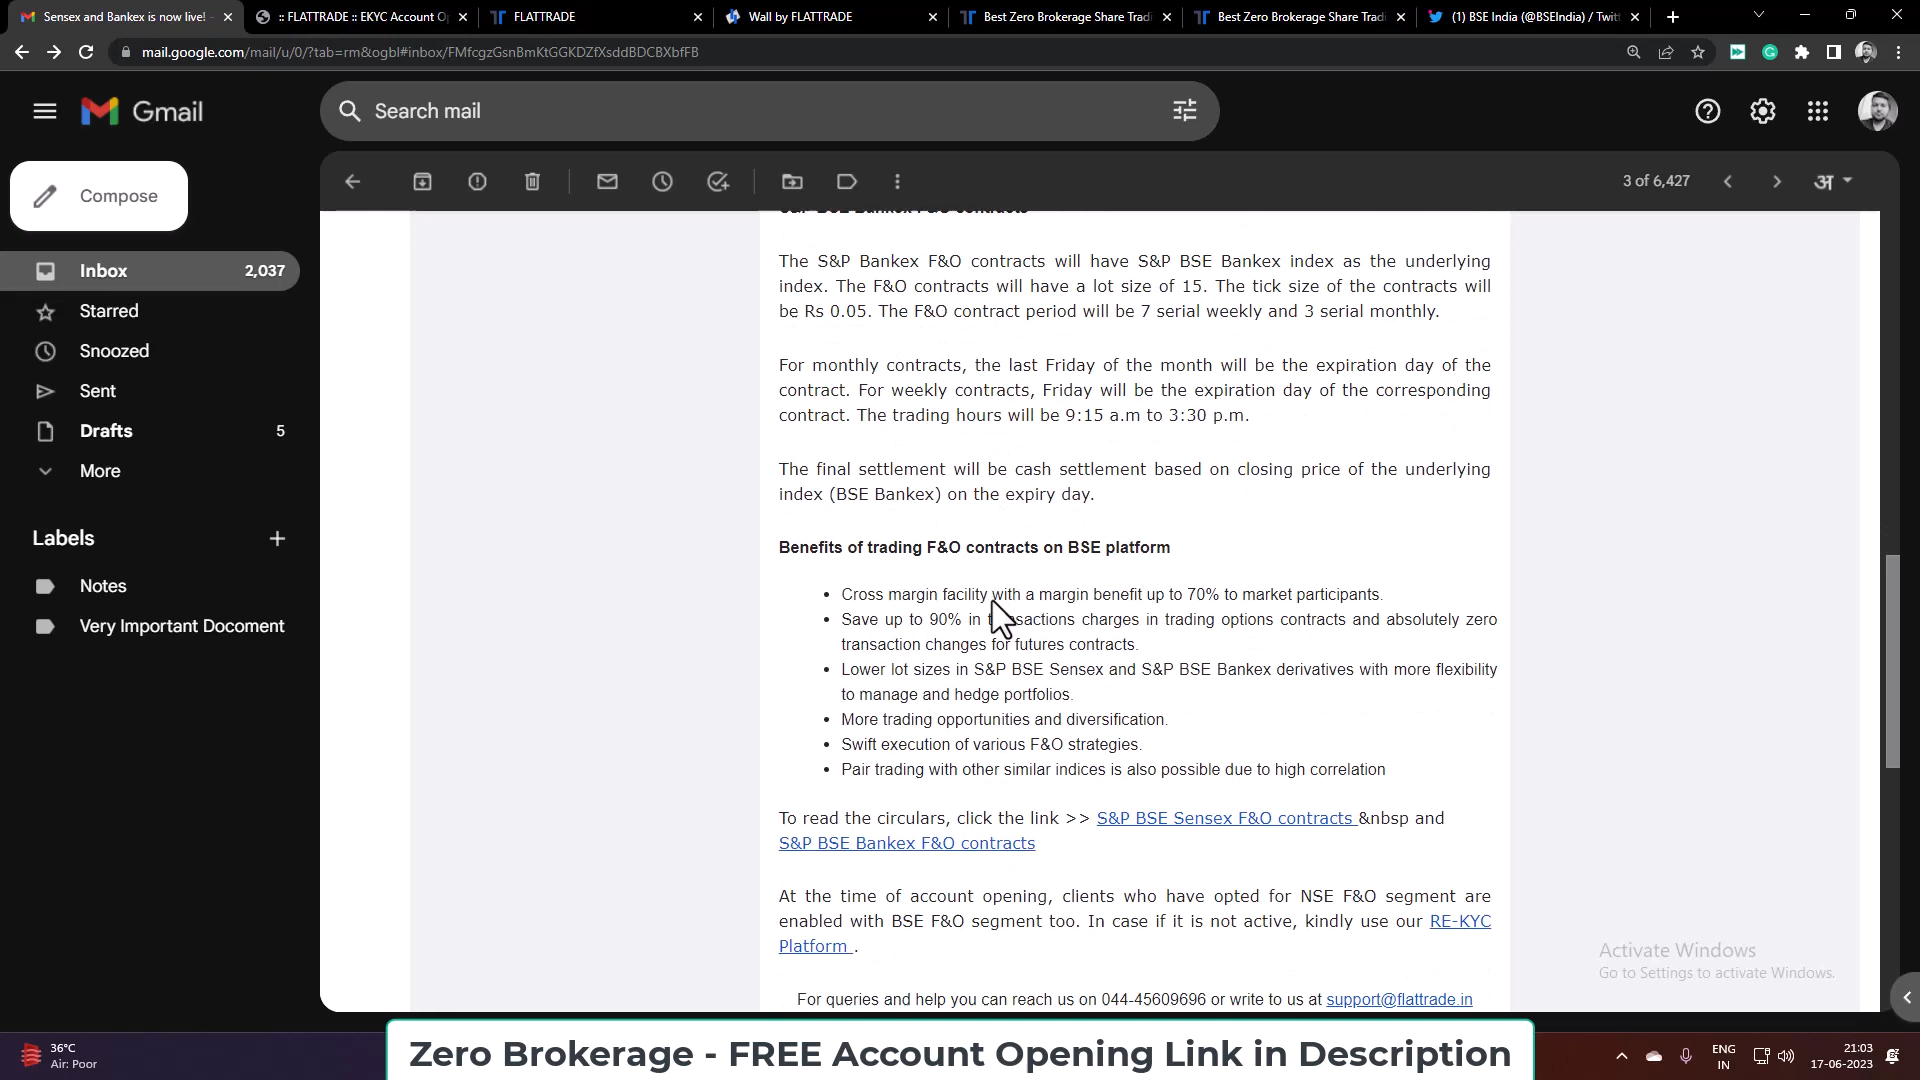 Sensex and Bankex is now live! -
:: FLATTRADE :: EKYC Account O
FLATTRADE
Wall by FLATTRADE
Best Zero Brokerage Share Tradi
Best Zero Brokerage Share Tradi
(1) BSE India (@BSEIndia) / Twitt
mail.google.com/mail/u/0/?tab=rm&ogbl#inbox/FMfcgzGsnBmKtGGKDZfXsddBDCBXbfFB
Gmail
Search mail
Compose
3 of 6,427
अ
Inbox 2,037
Starred
Snoozed
Sent
Drafts 5
More
Labels
Notes
Very Important Docoment
S&P BSE Bankex F&O contracts
The S&P Bankex F&O contracts will have S&P BSE Bankex index as the underlying
index. The F&O contracts will have a lot size of 15. The tick size of the contracts will
be Rs 0.05. The F&O contract period will be 7 serial weekly and 3 serial monthly.
For monthly contracts, the last Friday of the month will be the expiration day of the
contract. For weekly contracts, Friday will be the expiration day of the corresponding
contract. The trading hours will be 9:15 a.m to 3:30 p.m.
The final settlement will be cash settlement based on closing price of the underlying
index (BSE Bankex) on the expiry day.
Benefits of trading F&O contracts on BSE platform
• Cross margin facility with a margin benefit up to 70% to market participants.
• Save up to 90% in transactions charges in trading options contracts and absolutely zero
transaction changes for futures contracts.
• Lower lot sizes in S&P BSE Sensex and S&P BSE Bankex derivatives with more flexibility
to manage and hedge portfolios.
• More trading opportunities and diversification.
• Swift execution of various F&O strategies.
• Pair trading with other similar indices is also possible due to high correlation
To read the circulars, click the link >> S&P BSE Sensex F&O contracts &nbsp and
S&P BSE Bankex F&O contracts
At the time of account opening, clients who have opted for NSE F&O segment are
enabled with BSE F&O segment too. In case if it is not active, kindly use our RE-KYC
Platform .
For queries and help you can reach us on 044-45609696 or write to us at support@flattrade.in
Activate Windows
Go to Settings to activate Windows.
Zero Brokerage - FREE Account Opening Link in Description
36°C
Air: Poor
ENG
IN
21:03
17-06-2023